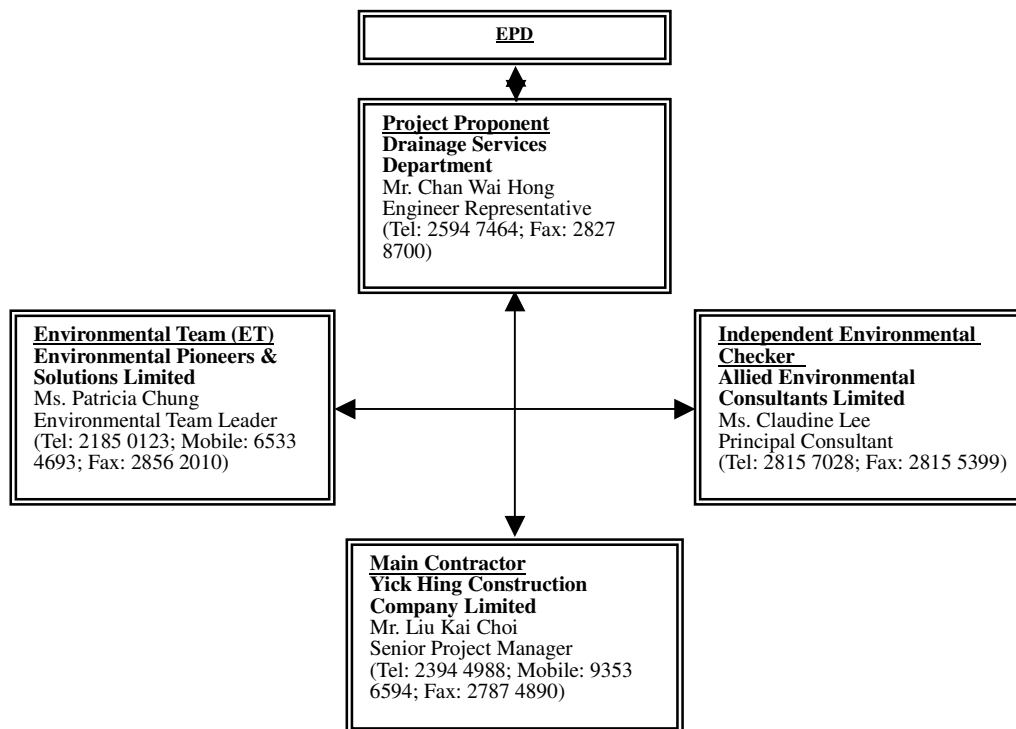 EPD
Project Proponent
Drainage Services
Department
Mr. Chan Wai Hong
Engineer Representative
(Tel: 2594 7464; Fax: 2827
8700)
Environmental Team (ET)
Environmental Pioneers &
Solutions Limited
Ms. Patricia Chung
Environmental Team Leader
(Tel: 2185 0123; Mobile: 6533
4693; Fax: 2856 2010)
Independent Environmental
Checker
Allied Environmental
Consultants Limited
Ms. Claudine Lee
Principal Consultant
(Tel: 2815 7028; Fax: 2815 5399)
Main Contractor
Yick Hing Construction
Company Limited
Mr. Liu Kai Choi
Senior Project Manager
(Tel: 2394 4988; Mobile: 9353
6594; Fax: 2787 4890)